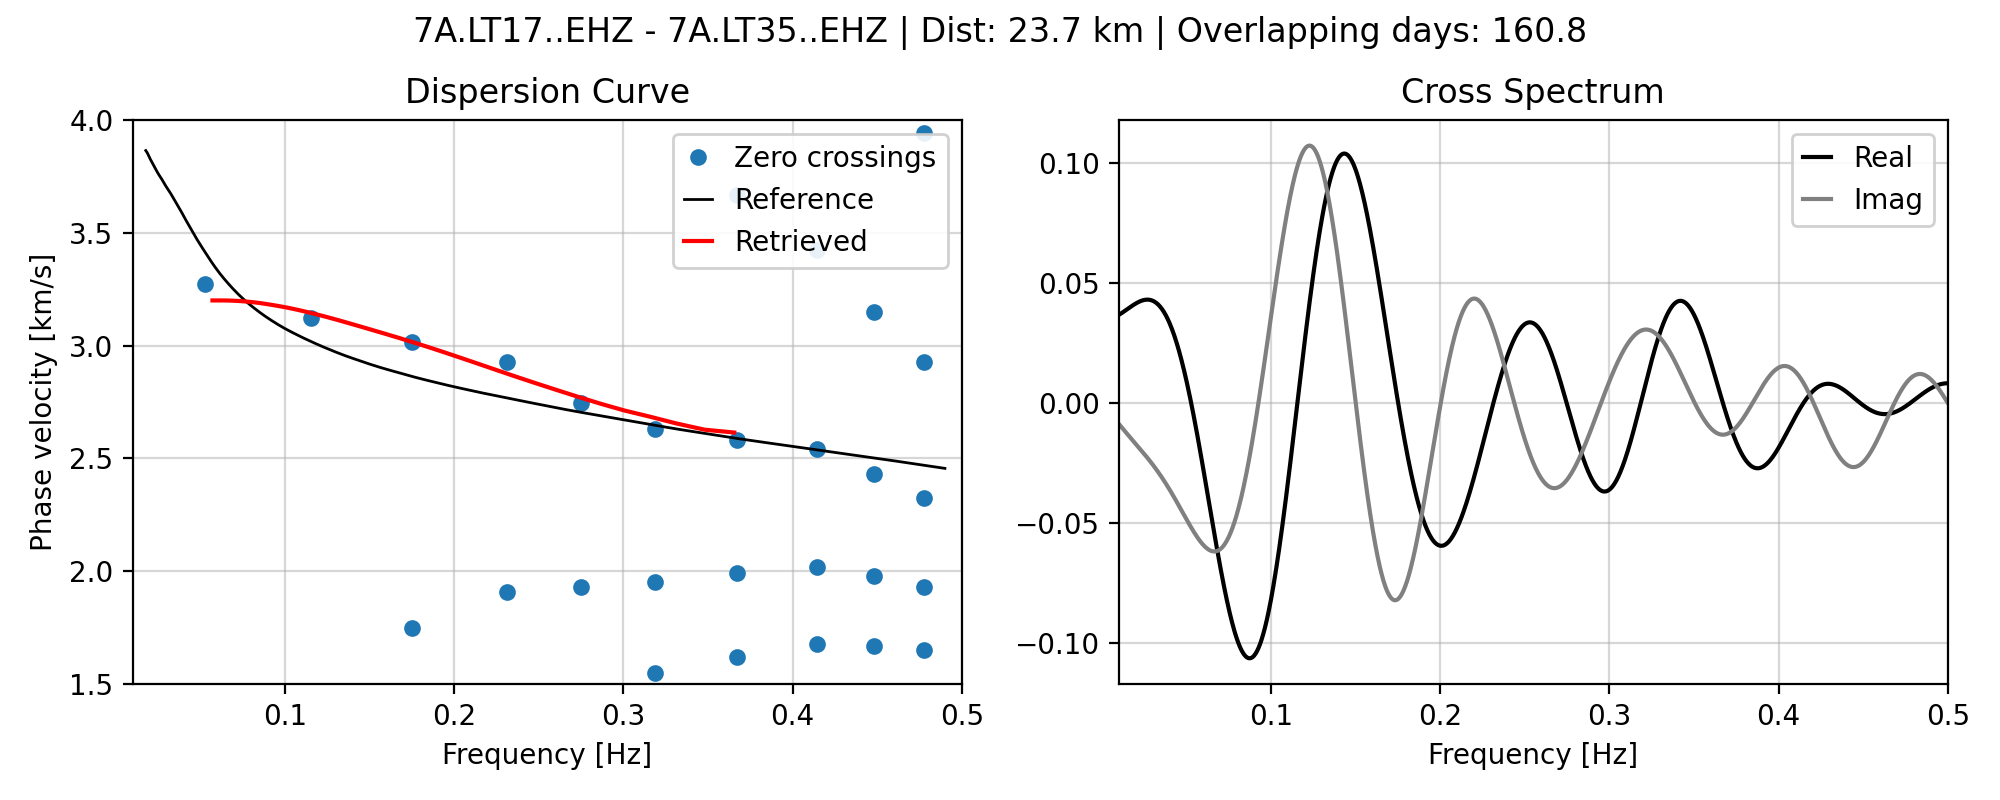 7A.LT17..EHZ - 7A.LT35..EHZ | Dist: 23.7 km | Overlapping days: 160.8
Dispersion Curve
Phase velocity [km/s]
4.0
3.5
3.0
2.5
2.0
1.5
Zero crossings
Reference
Retrieved
0.1 0.2 0.3 0.4 0.5
Frequency [Hz]
Cross Spectrum
0.10
0.05
0.00
−0.05
−0.10
Real
Imag
0.1 0.2 0.3 0.4 0.5
Frequency [Hz]